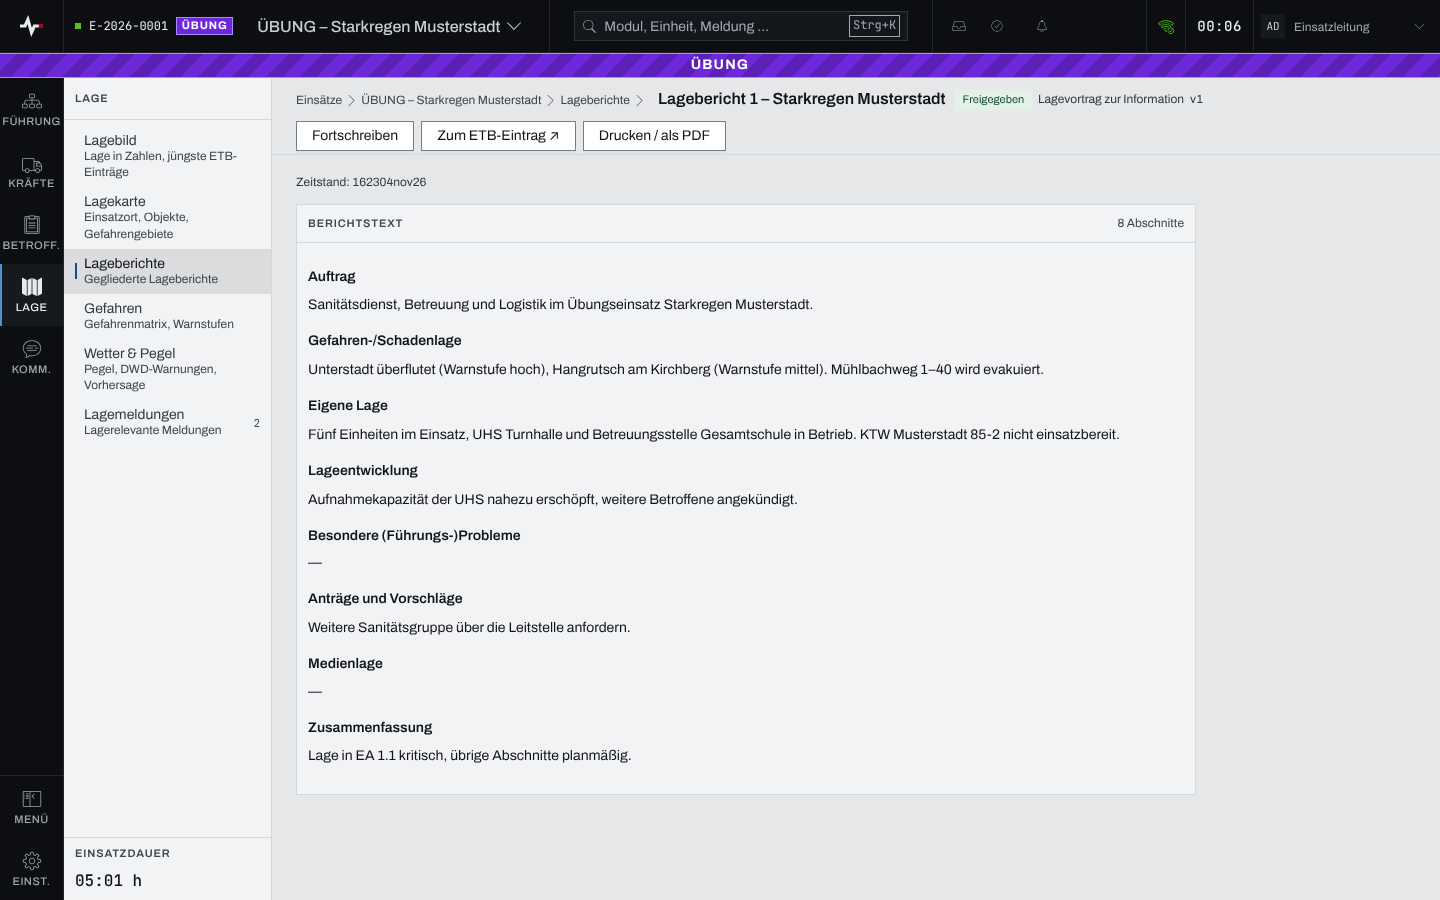 E-2026-0001 ÜBUNG ÜBUNG – Starkregen Musterstadt Modul, Einheit, Meldung ... Strg+K 00:06 AD Einsatzleitung
ÜBUNG
FÜHRUNG
KRÄFTE
BETROFF.
LAGE
KOMM.
MENÜ
EINST.
LAGE
Lagebild
Lage in Zahlen, jüngste ETB-
Einträge
Lagekarte
Einsatzort, Objekte,
Gefahrengebiete
Lageberichte
Gegliederte Lageberichte
Gefahren
Gefahrenmatrix, Warnstufen
Wetter & Pegel
Pegel, DWD-Warnungen,
Vorhersage
Lagemeldungen
Lagerelevante Meldungen 2
EINSATZDAUER
05:01 h
Einsätze ÜBUNG – Starkregen Musterstadt Lageberichte Lagebericht 1 – Starkregen Musterstadt Freigegeben Lagevortrag zur Information v1
Fortschreiben Zum ETB-Eintrag ↗ Drucken / als PDF
Zeitstand: 162304nov26
BERICHTSTEXT 8 Abschnitte
Auftrag
Sanitätsdienst, Betreuung und Logistik im Übungseinsatz Starkregen Musterstadt.
Gefahren-/Schadenlage
Unterstadt überflutet (Warnstufe hoch), Hangrutsch am Kirchberg (Warnstufe mittel). Mühlbachweg 1–40 wird evakuiert.
Eigene Lage
Fünf Einheiten im Einsatz, UHS Turnhalle und Betreuungsstelle Gesamtschule in Betrieb. KTW Musterstadt 85-2 nicht einsatzbereit.
Lageentwicklung
Aufnahmekapazität der UHS nahezu erschöpft, weitere Betroffene angekündigt.
Besondere (Führungs-)Probleme
—
Anträge und Vorschläge
Weitere Sanitätsgruppe über die Leitstelle anfordern.
Medienlage
—
Zusammenfassung
Lage in EA 1.1 kritisch, übrige Abschnitte planmäßig.